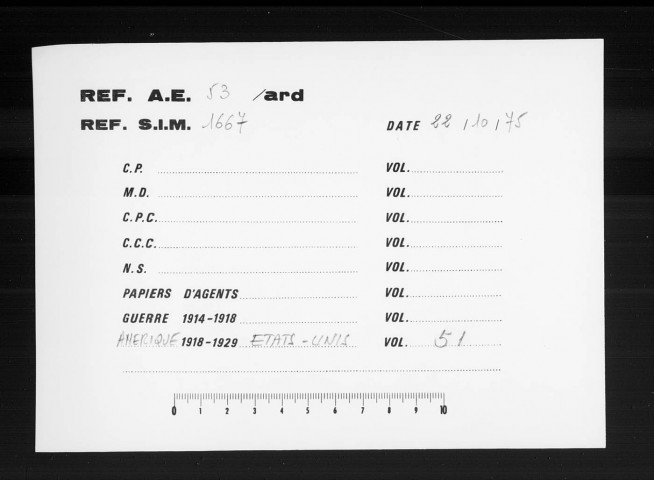 REF. A.E. 53 /ard
REF. S.I.M. 1667
DATE 22 / 10 / 75
C.P. VOL.
M.D. VOL.
C.P.C. VOL.
C.C.C. VOL.
N.S. VOL.
PAPIERS D'AGENTS VOL.
GUERRE 1914-1918 VOL.
AMERIQUE 1918-1929 ETATS-UNIS VOL. 51
0 1 2 3 4 5 6 7 8 9 10